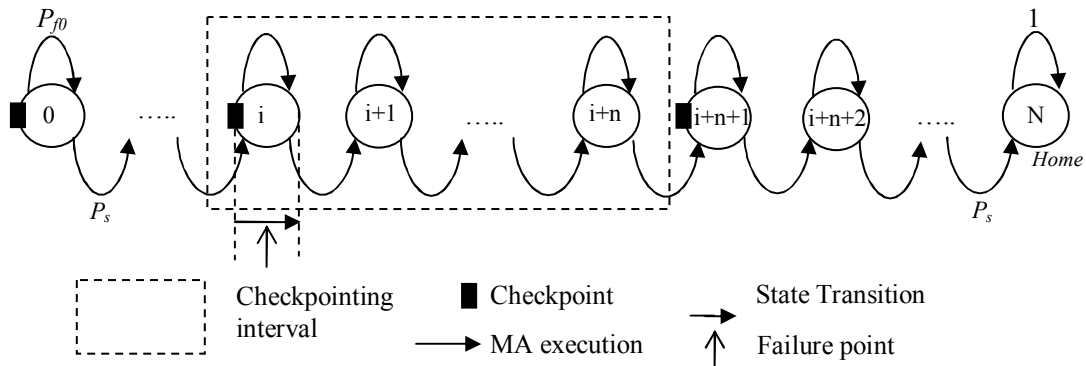 P_f0
1
0
.....
i
i+1
.....
i+n
i+n+1
i+n+2
.....
N
Home
P_s
P_s
Checkpointing
interval
Checkpoint
MA execution
State Transition
Failure point